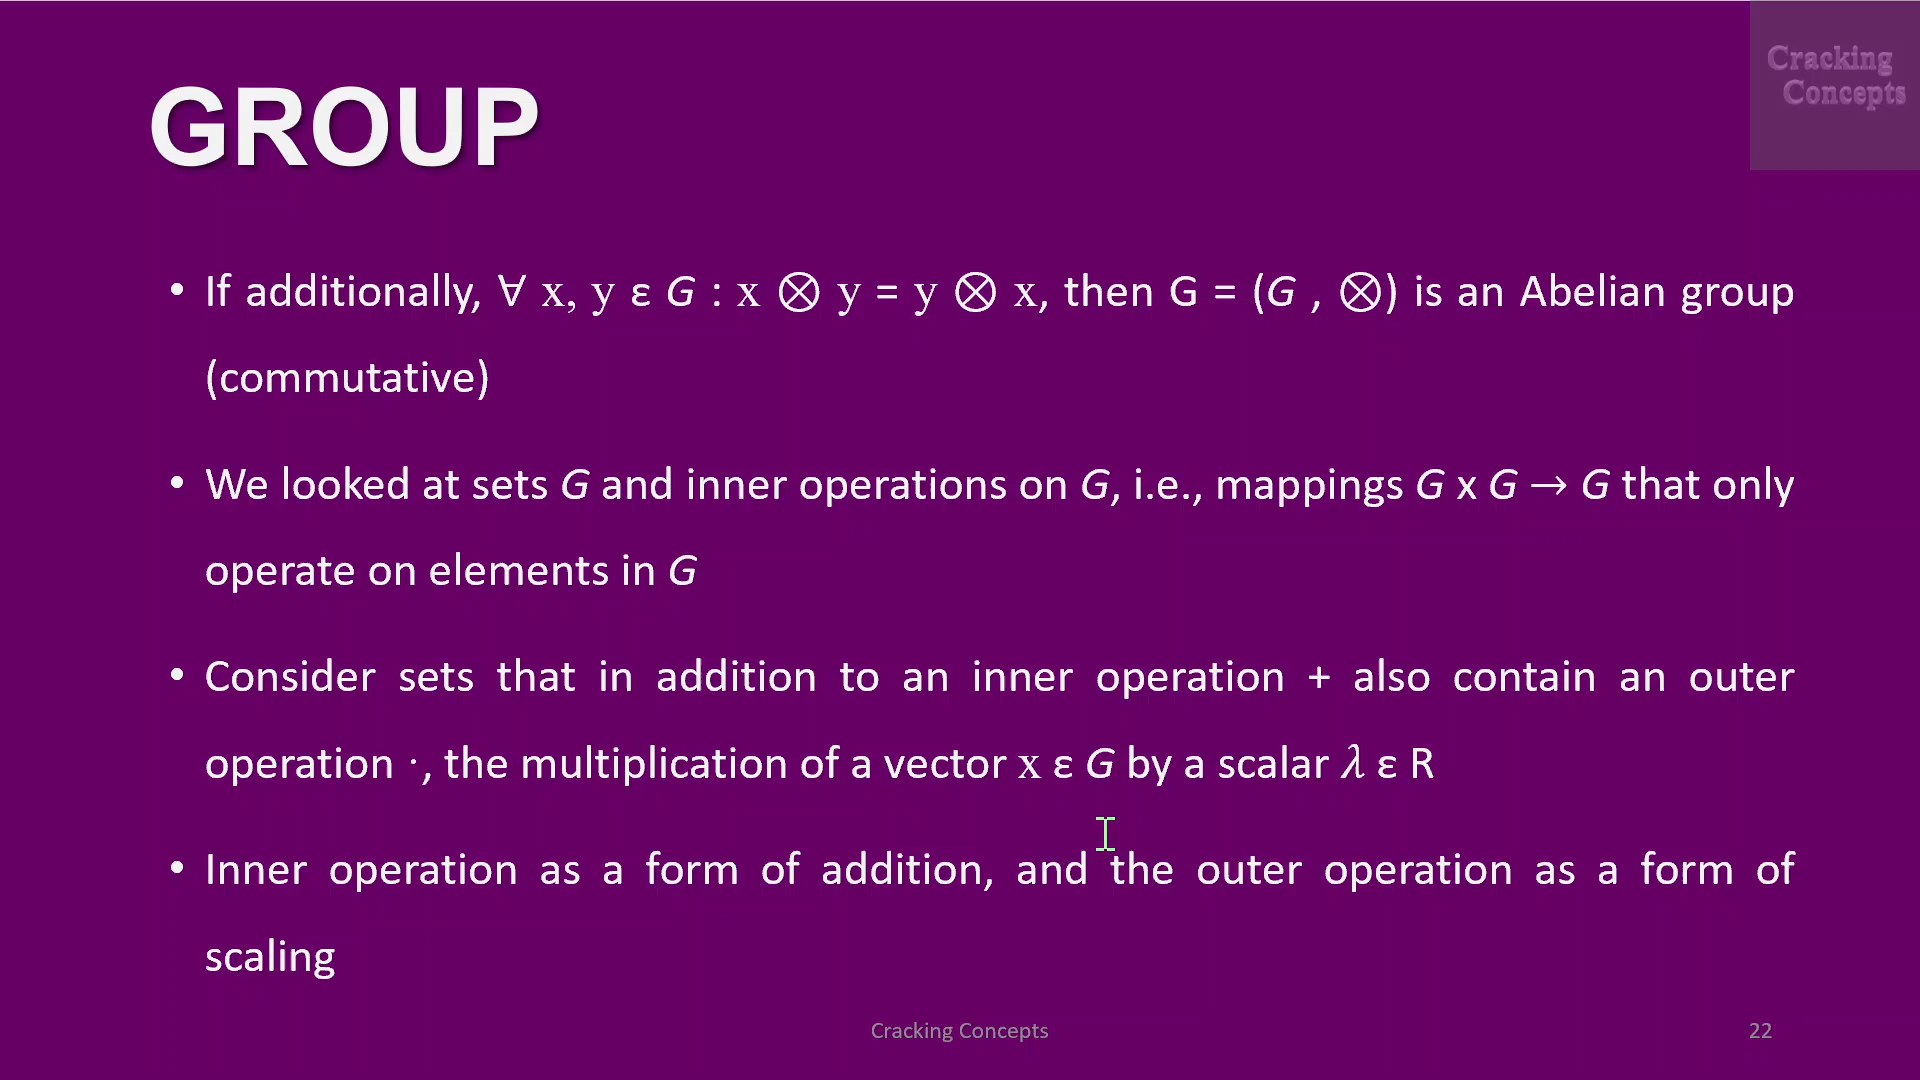 Cracking
Concepts
GROUP
• If additionally, ∀ x, y ε G : x ⊗ y = y ⊗ x, then G = (G , ⊗) is an Abelian group
(commutative)
• We looked at sets G and inner operations on G, i.e., mappings G x G → G that only
operate on elements in G
• Consider sets that in addition to an inner operation + also contain an outer
operation ·, the multiplication of a vector x ε G by a scalar λ ε R
• Inner operation as a form of addition, and the outer operation as a form of
scaling
Cracking Concepts
22